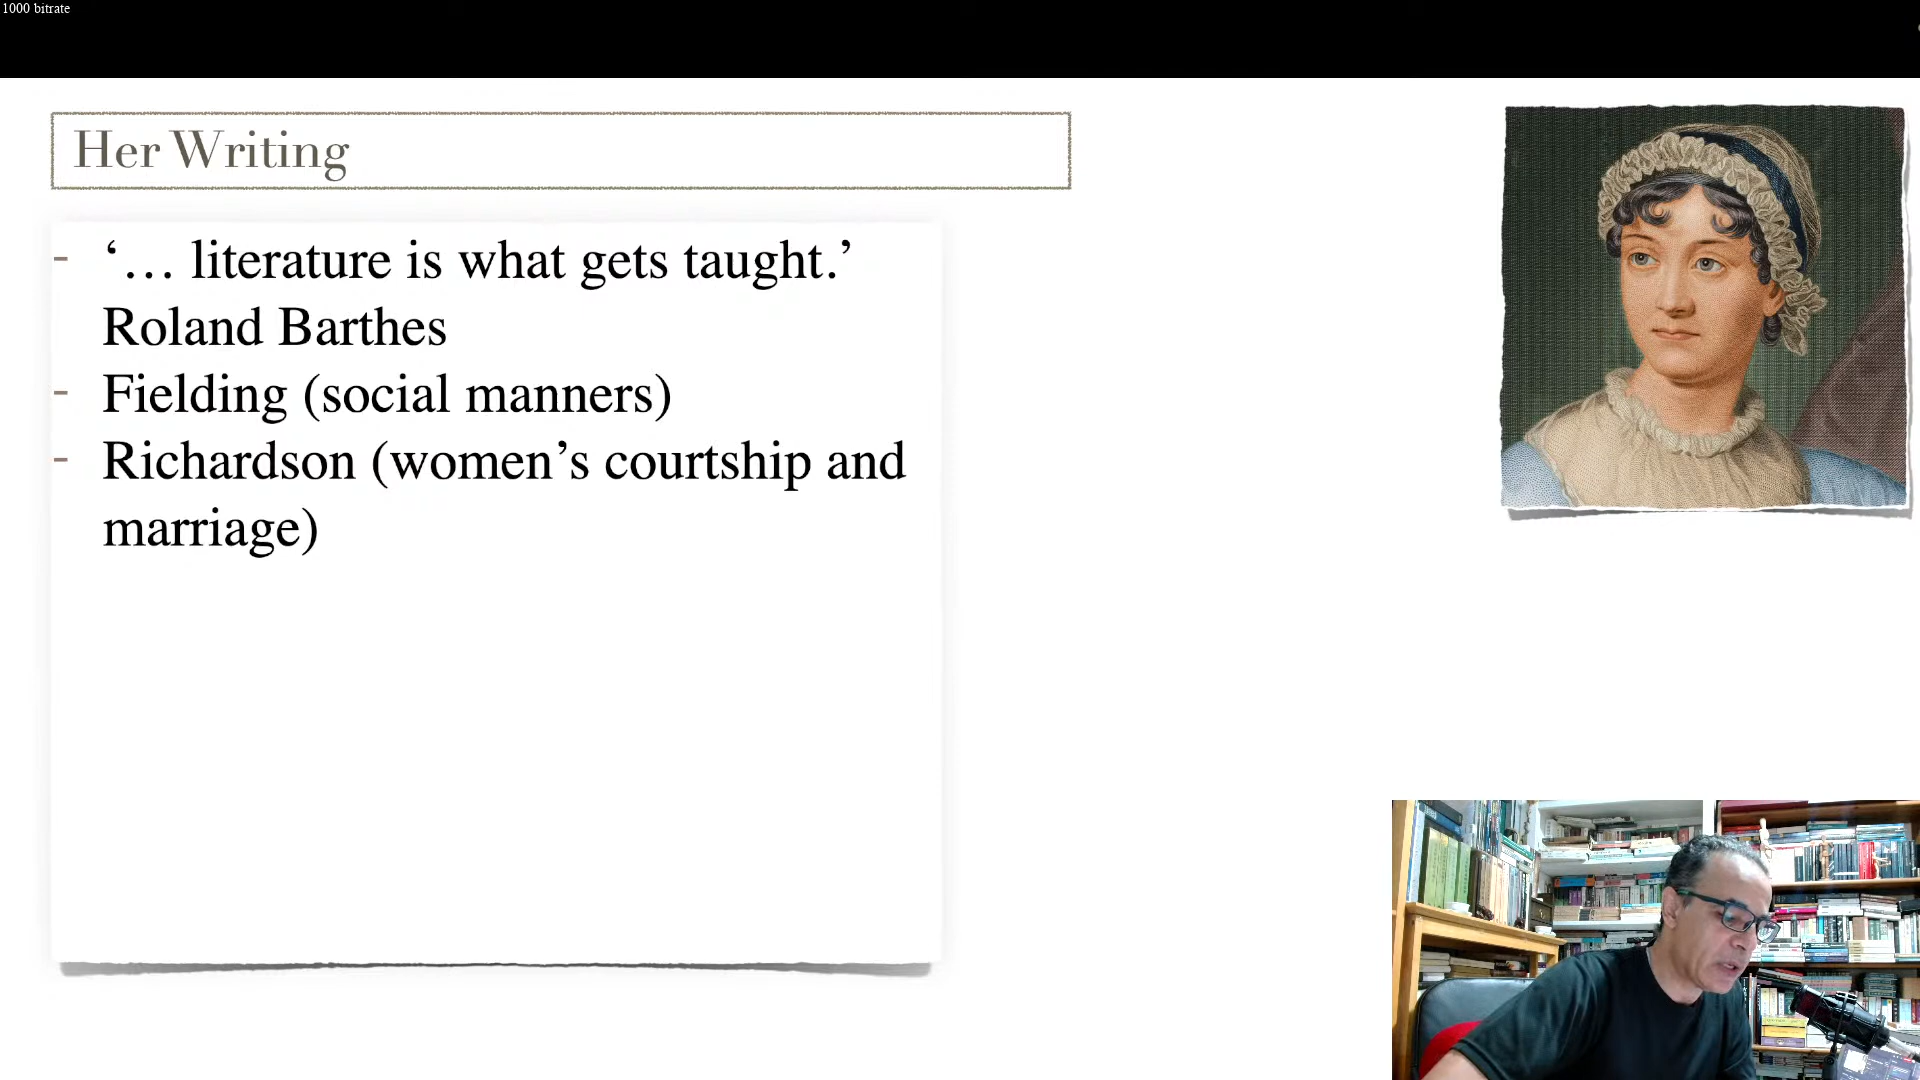 1000 bitrate
Her Writing
- ‘… literature is what gets taught.’
Roland Barthes
- Fielding (social manners)
- Richardson (women’s courtship and
marriage)